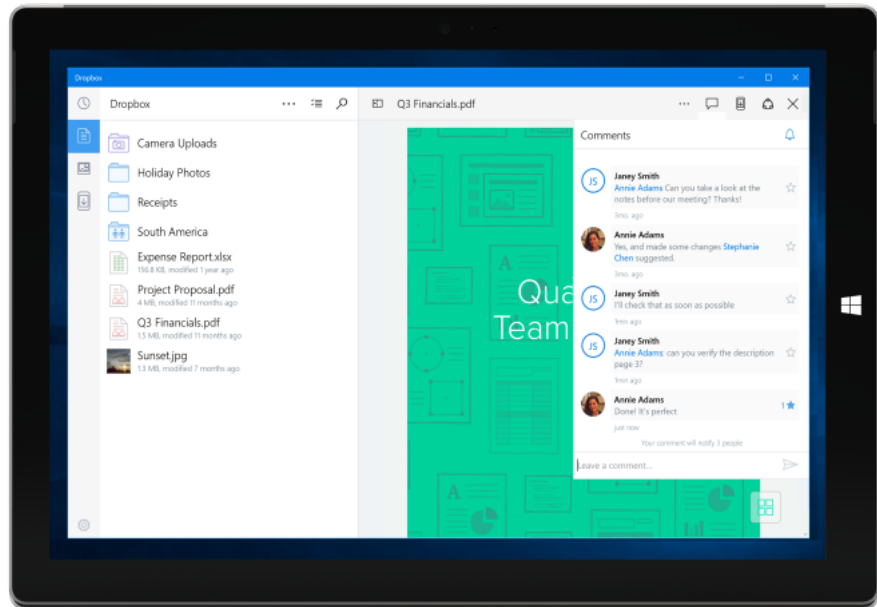 Dropbox
Dropbox
Q3 Financials.pdf
Camera Uploads
Holiday Photos
Receipts
South America
Expense Report.xlsx
156.8 KB, modified 1 year ago
Project Proposal.pdf
4 MB, modified 11 months ago
Q3 Financials.pdf
1.5 MB, modified 11 months ago
Sunset.jpg
1.3 MB, modified 7 months ago
A
Team
A
Comments
JS
Janey Smith
Annie Adams Can you take a look at the
notes before our meeting? Thanks!
3mo. ago
Annie Adams
Yes, and made some changes Stephanie
Chen suggested.
3mo. ago
JS
Janey Smith
I'll check that as soon as possible
1min ago
JS
Janey Smith
Annie Adams: can you verify the description
page 3?
1min ago
Annie Adams
Done! It's perfect
1
just now
Your comment will notify 3 people
Leave a comment...